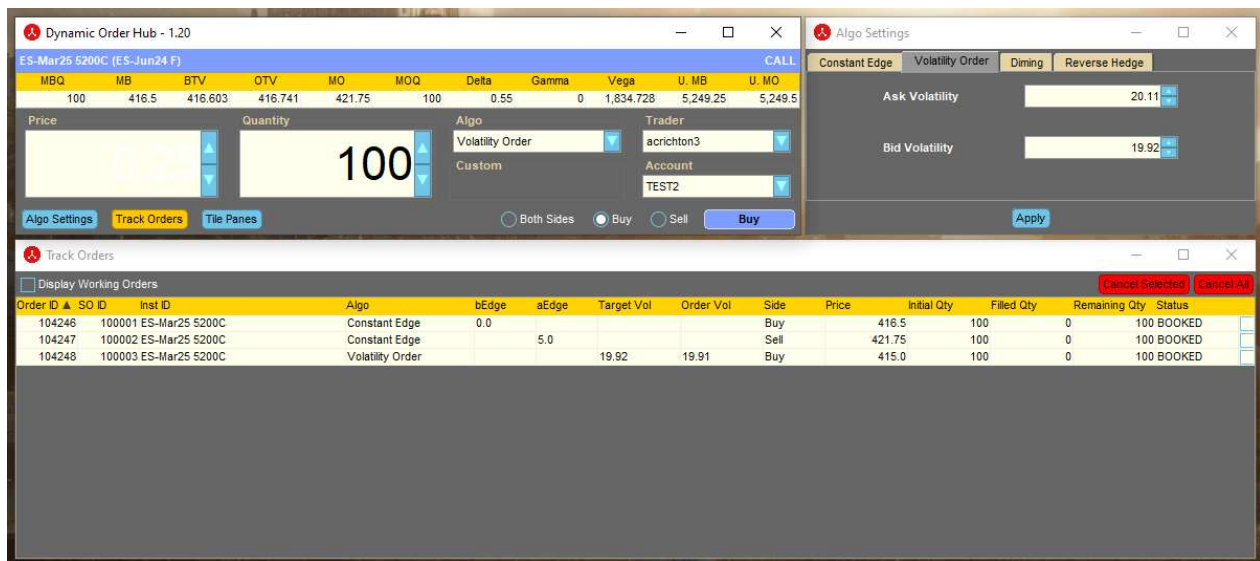 Dynamic Order Hub - 1.20
ES-Mar25 5200C (ES-Jun24 F) CALL
MBQ MB BTV OTV MO MOQ Delta Gamma Vega U. MB U. MO
100 416.5 416.603 416.741 421.75 100 0.55 0 1,834.728 5,249.25 5,249.5
Price Quantity Algo Trader
Volatility Order acrichton3
100
Custom Account
TEST2
Algo Settings Track Orders Tile Panes Both Sides Buy Sell Buy
Algo Settings
Constant Edge Volatility Order Diming Reverse Hedge
Ask Volatility 20.11
Bid Volatility 19.92
Apply
Track Orders
Display Working Orders Cancel Selected Cancel All
Order ID ▲ SO ID Inst ID Algo bEdge aEdge Target Vol Order Vol Side Price Initial Qty Filled Qty Remaining Qty Status
104246 100001 ES-Mar25 5200C Constant Edge 0.0 Buy 416.5 100 0 100 BOOKED
104247 100002 ES-Mar25 5200C Constant Edge 5.0 Sell 421.75 100 0 100 BOOKED
104248 100003 ES-Mar25 5200C Volatility Order 19.92 19.91 Buy 415.0 100 0 100 BOOKED